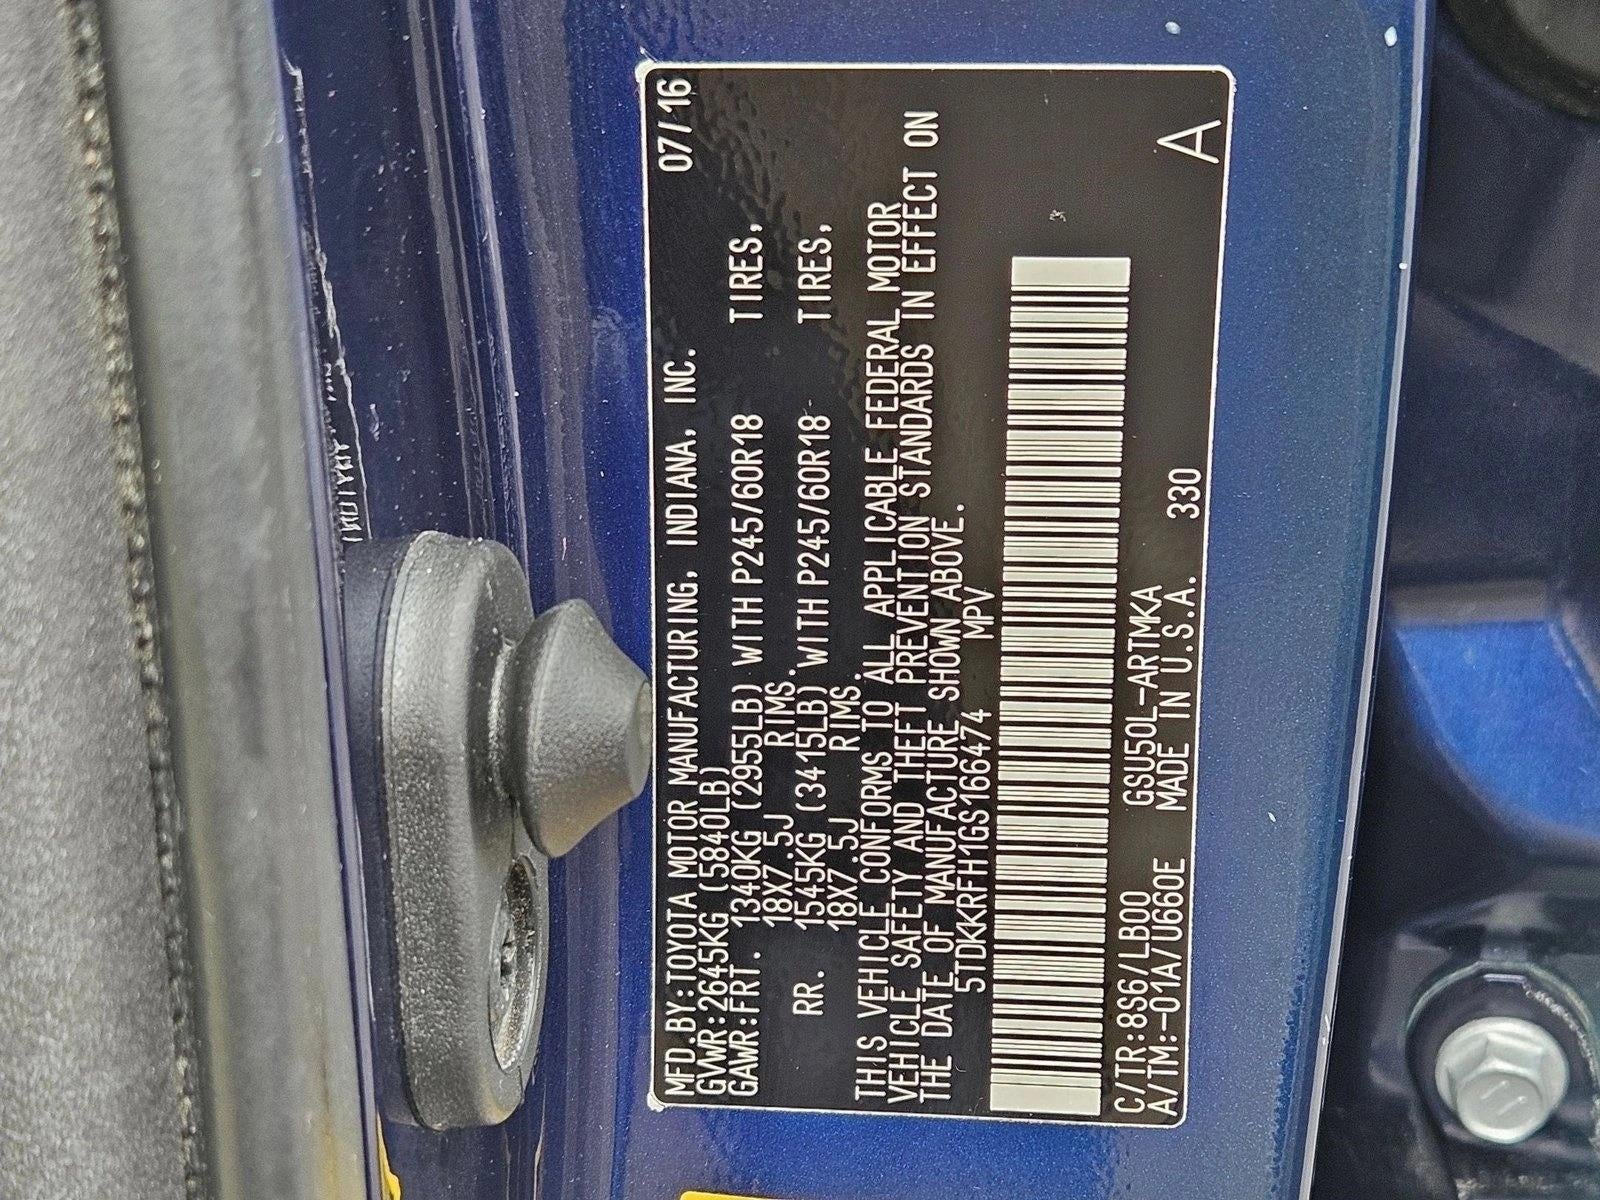 MFD.BY:TOYOTA MOTOR MANUFACTURING, INDIANA, INC. 07/16
GVWR:2645KG (5840LB)
GAWR:FRT. 1340KG (2955LB) WITH P245/60R18 TIRES,
18X7.5J RIMS.
RR. 1545KG (3415LB) WITH P245/60R18 TIRES,
18X7.5J RIMS.
THIS VEHICLE CONFORMS TO ALL APPLICABLE FEDERAL MOTOR
VEHICLE SAFETY AND THEFT PREVENTION STANDARDS IN EFFECT ON
THE DATE OF MANUFACTURE SHOWN ABOVE.
5TDKKRFH1GS166474 MPV
C/TR:8S6/LB00 GSU50L-ARTMKA
A/TM:-01A/U660E MADE IN U.S.A. 330 A